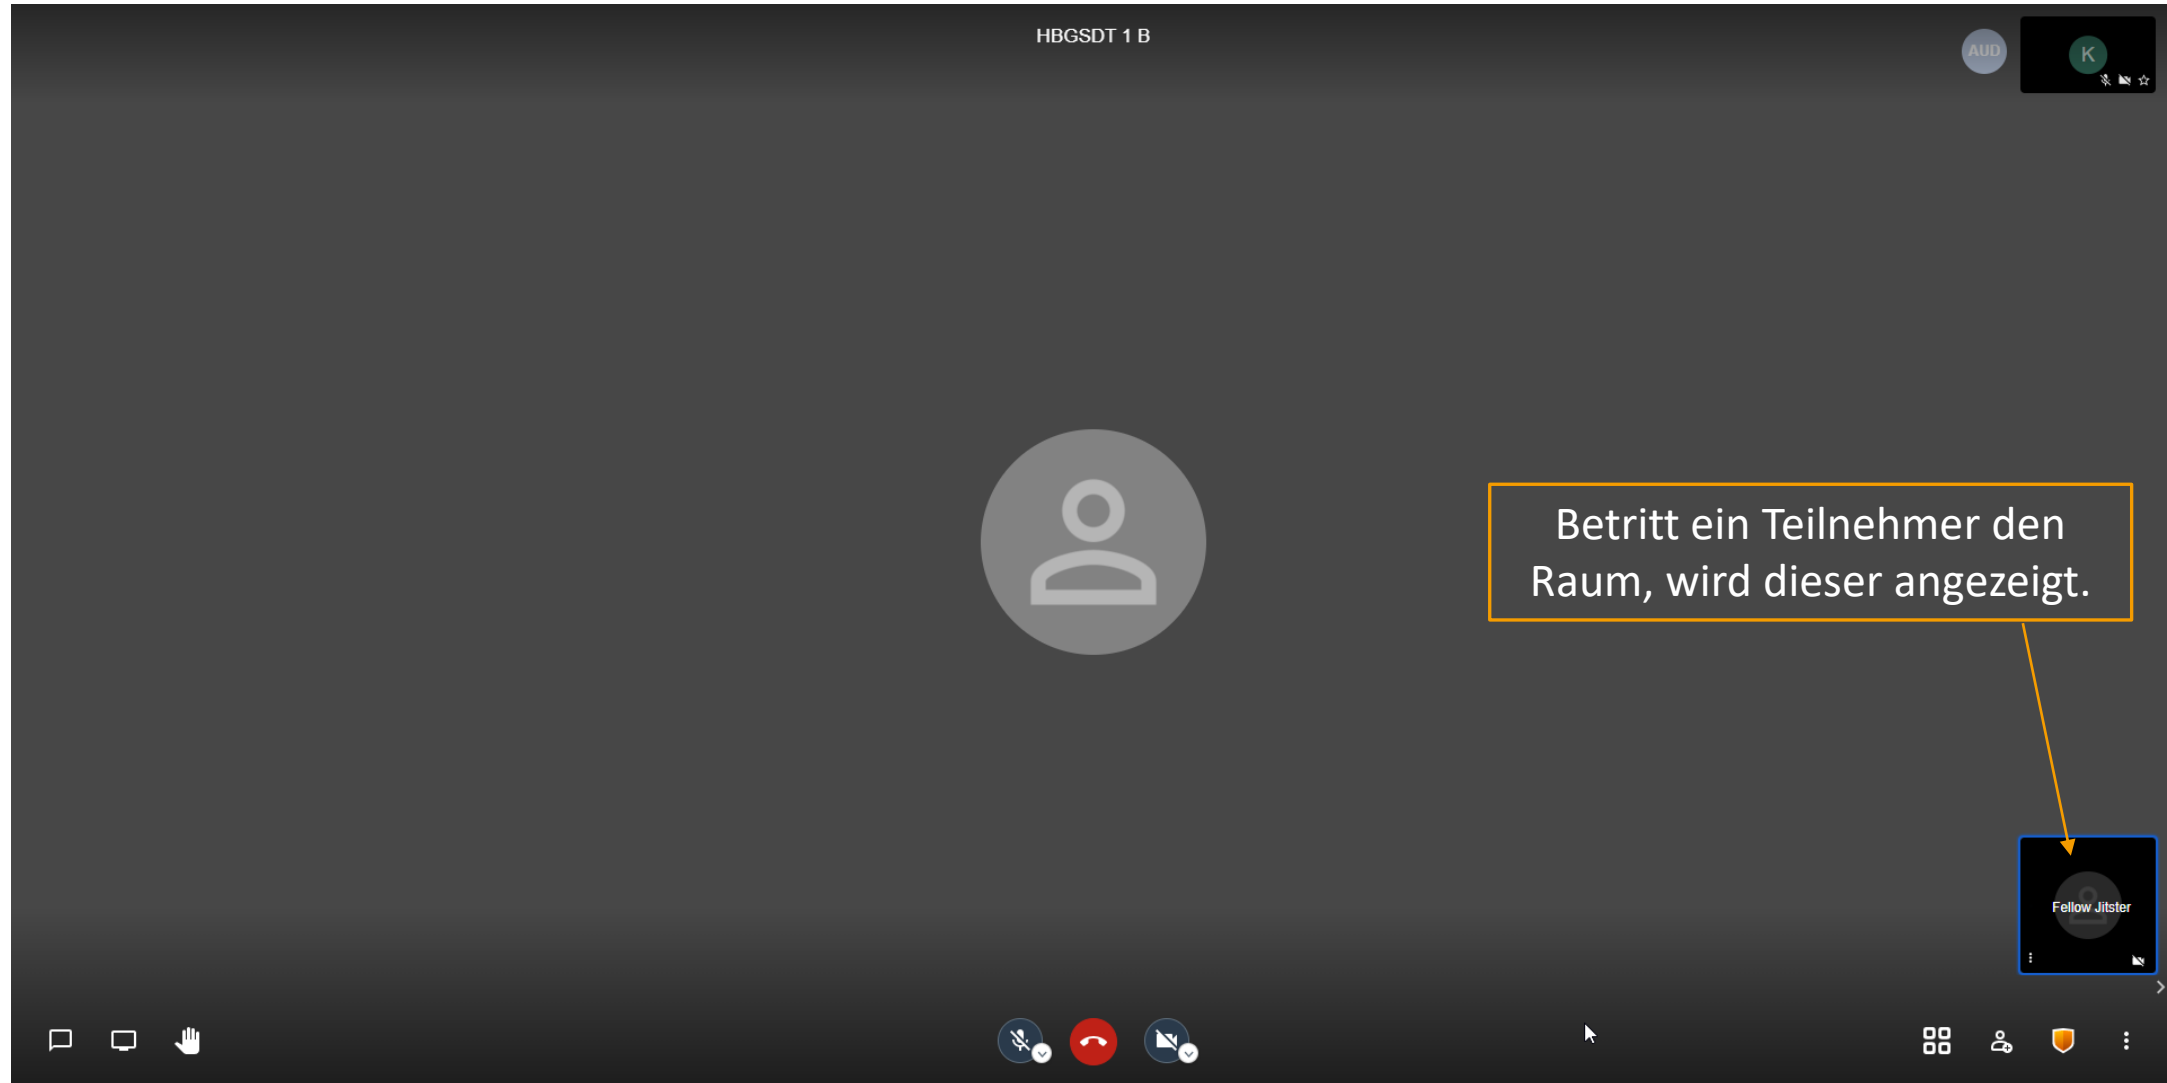 HBGSDT 1 B
AUD
K
Betritt ein Teilnehmer den
Raum, wird dieser angezeigt.
Fellow Jitster